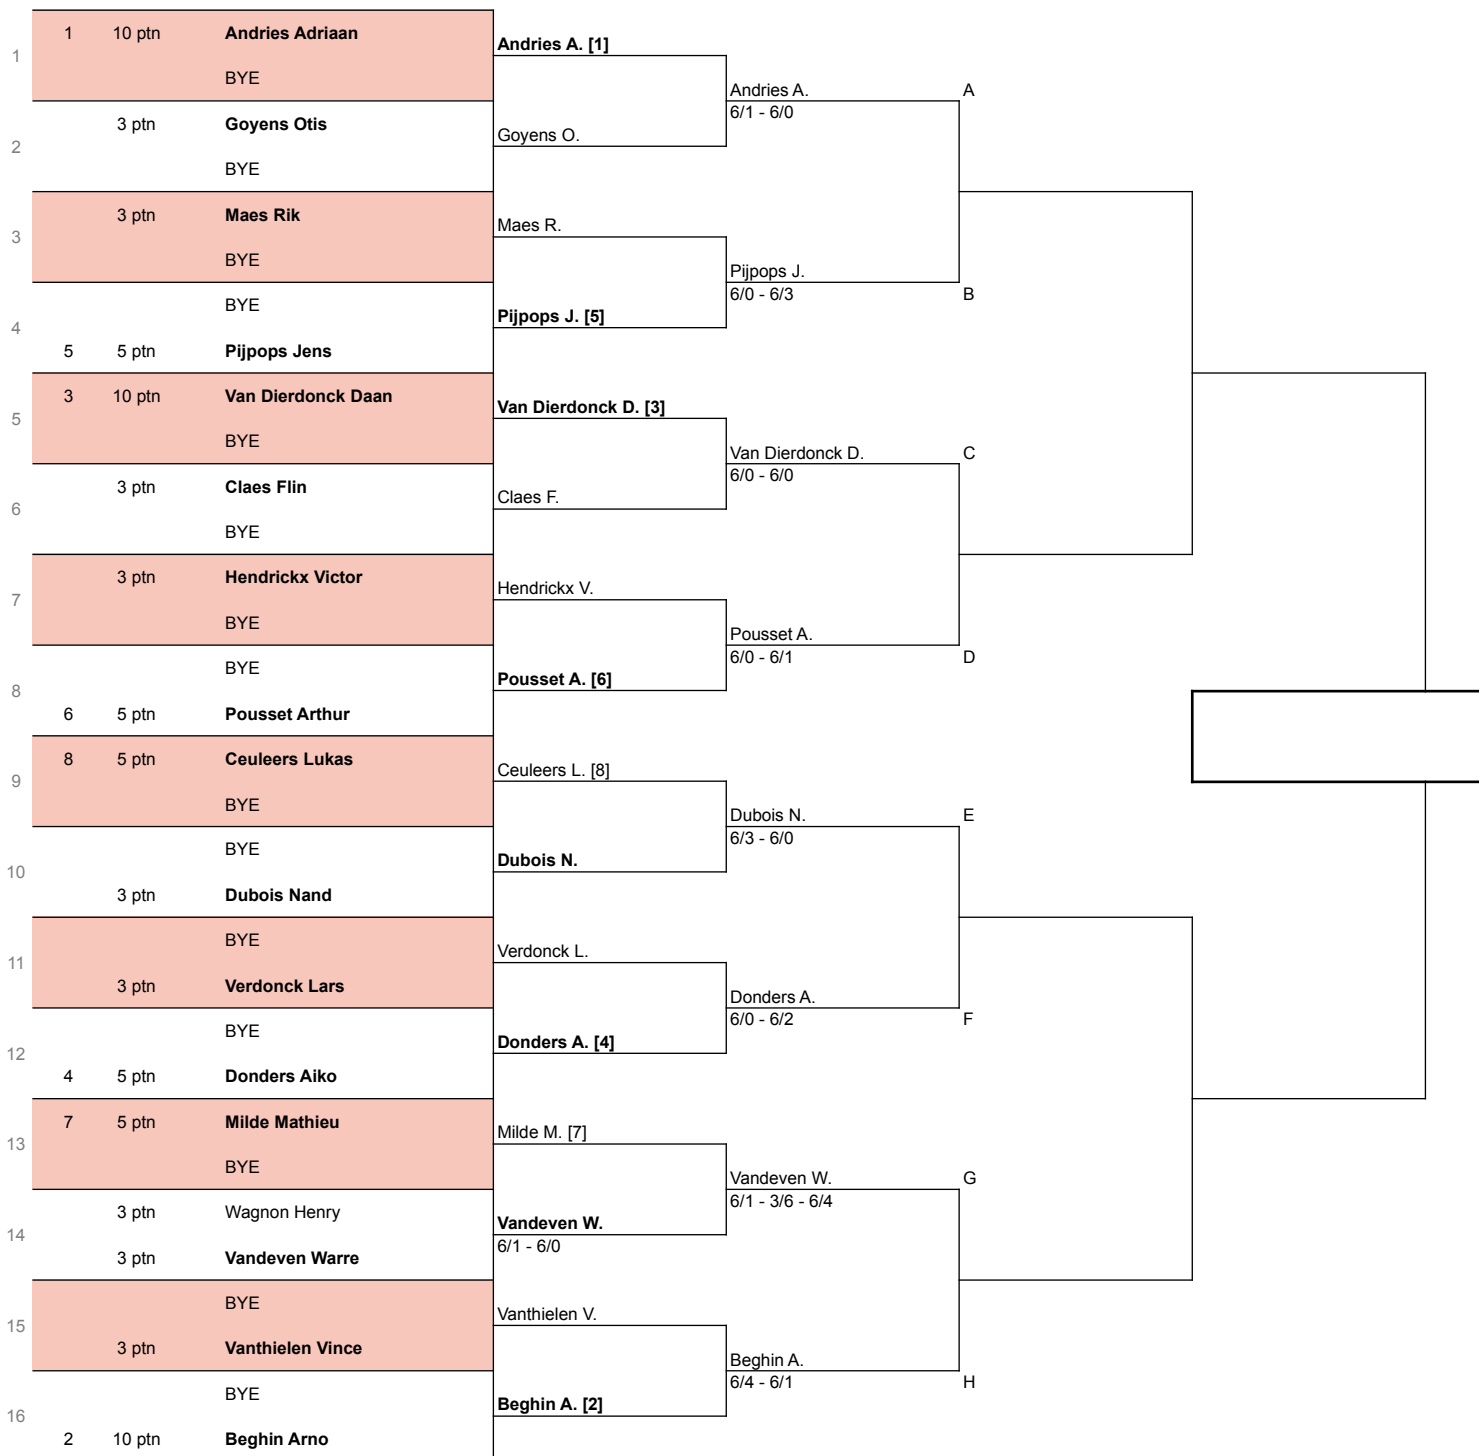 1 10 ptn Andries Adriaan
1
BYE
3 ptn Goyens Otis
2
BYE
3 ptn Maes Rik
3
BYE
BYE
4
5 5 ptn Pijpops Jens
3 10 ptn Van Dierdonck Daan
5
BYE
3 ptn Claes Flin
6
BYE
3 ptn Hendrickx Victor
7
BYE
BYE
8
6 5 ptn Pousset Arthur
8 5 ptn Ceuleers Lukas
9
BYE
BYE
10
3 ptn Dubois Nand
BYE
11
3 ptn Verdonck Lars
BYE
12
4 5 ptn Donders Aiko
7 5 ptn Milde Mathieu
13
BYE
3 ptn Wagnon Henry
14
3 ptn Vandeven Warre
BYE
15
3 ptn Vanthielen Vince
BYE
16
2 10 ptn Beghin Arno
Andries A. [1]
Goyens O.
Maes R.
Pijpops J. [5]
Van Dierdonck D. [3]
Claes F.
Hendrickx V.
Pousset A. [6]
Ceuleers L. [8]
Dubois N.
Verdonck L.
Donders A. [4]
Milde M. [7]
Vandeven W.
6/1 - 6/0
Vanthielen V.
Beghin A. [2]
Andries A.
6/1 - 6/0
Pijpops J.
6/0 - 6/3
Van Dierdonck D.
6/0 - 6/0
Pousset A.
6/0 - 6/1
Dubois N.
6/3 - 6/0
Donders A.
6/0 - 6/2
Vandeven W.
6/1 - 3/6 - 6/4
Beghin A.
6/4 - 6/1
A
B
C
D
E
F
G
H